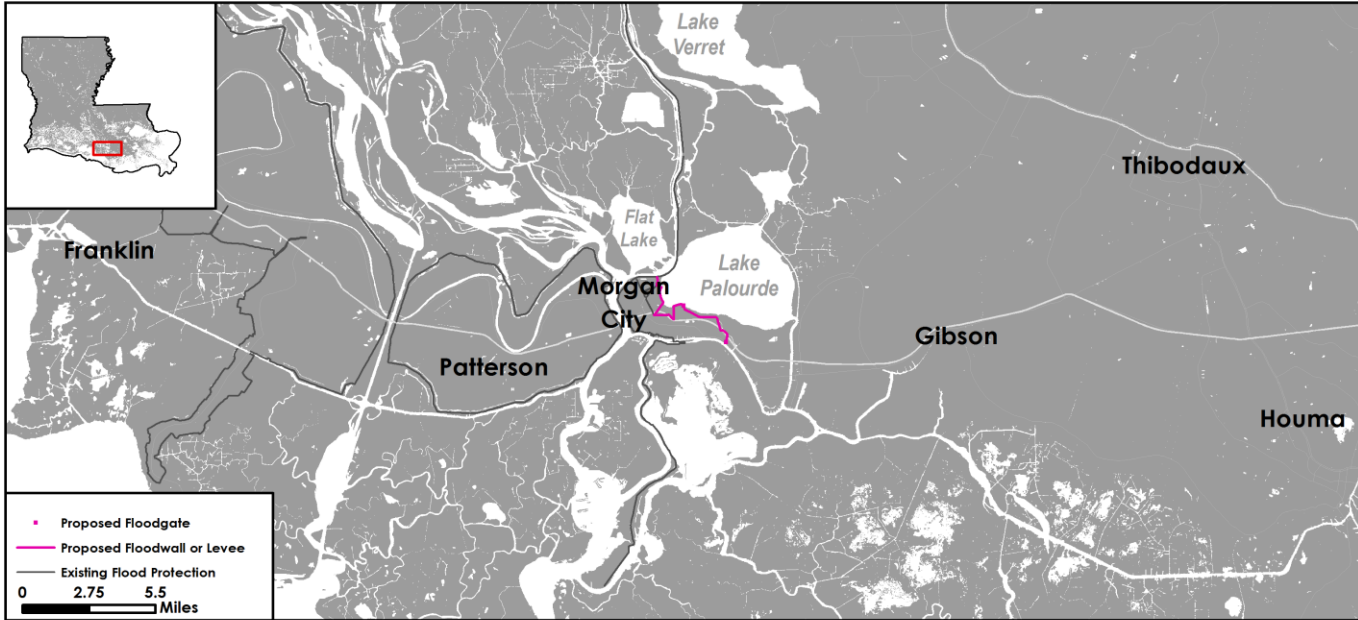 Lake
Verret
Thibodaux
Franklin
Flat
Lake
Lake
Palourde
Morgan
City
Gibson
Patterson
Houma
Proposed Floodgate
Proposed Floodwall or Levee
Existing Flood Protection
0 2.75 5.5
Miles